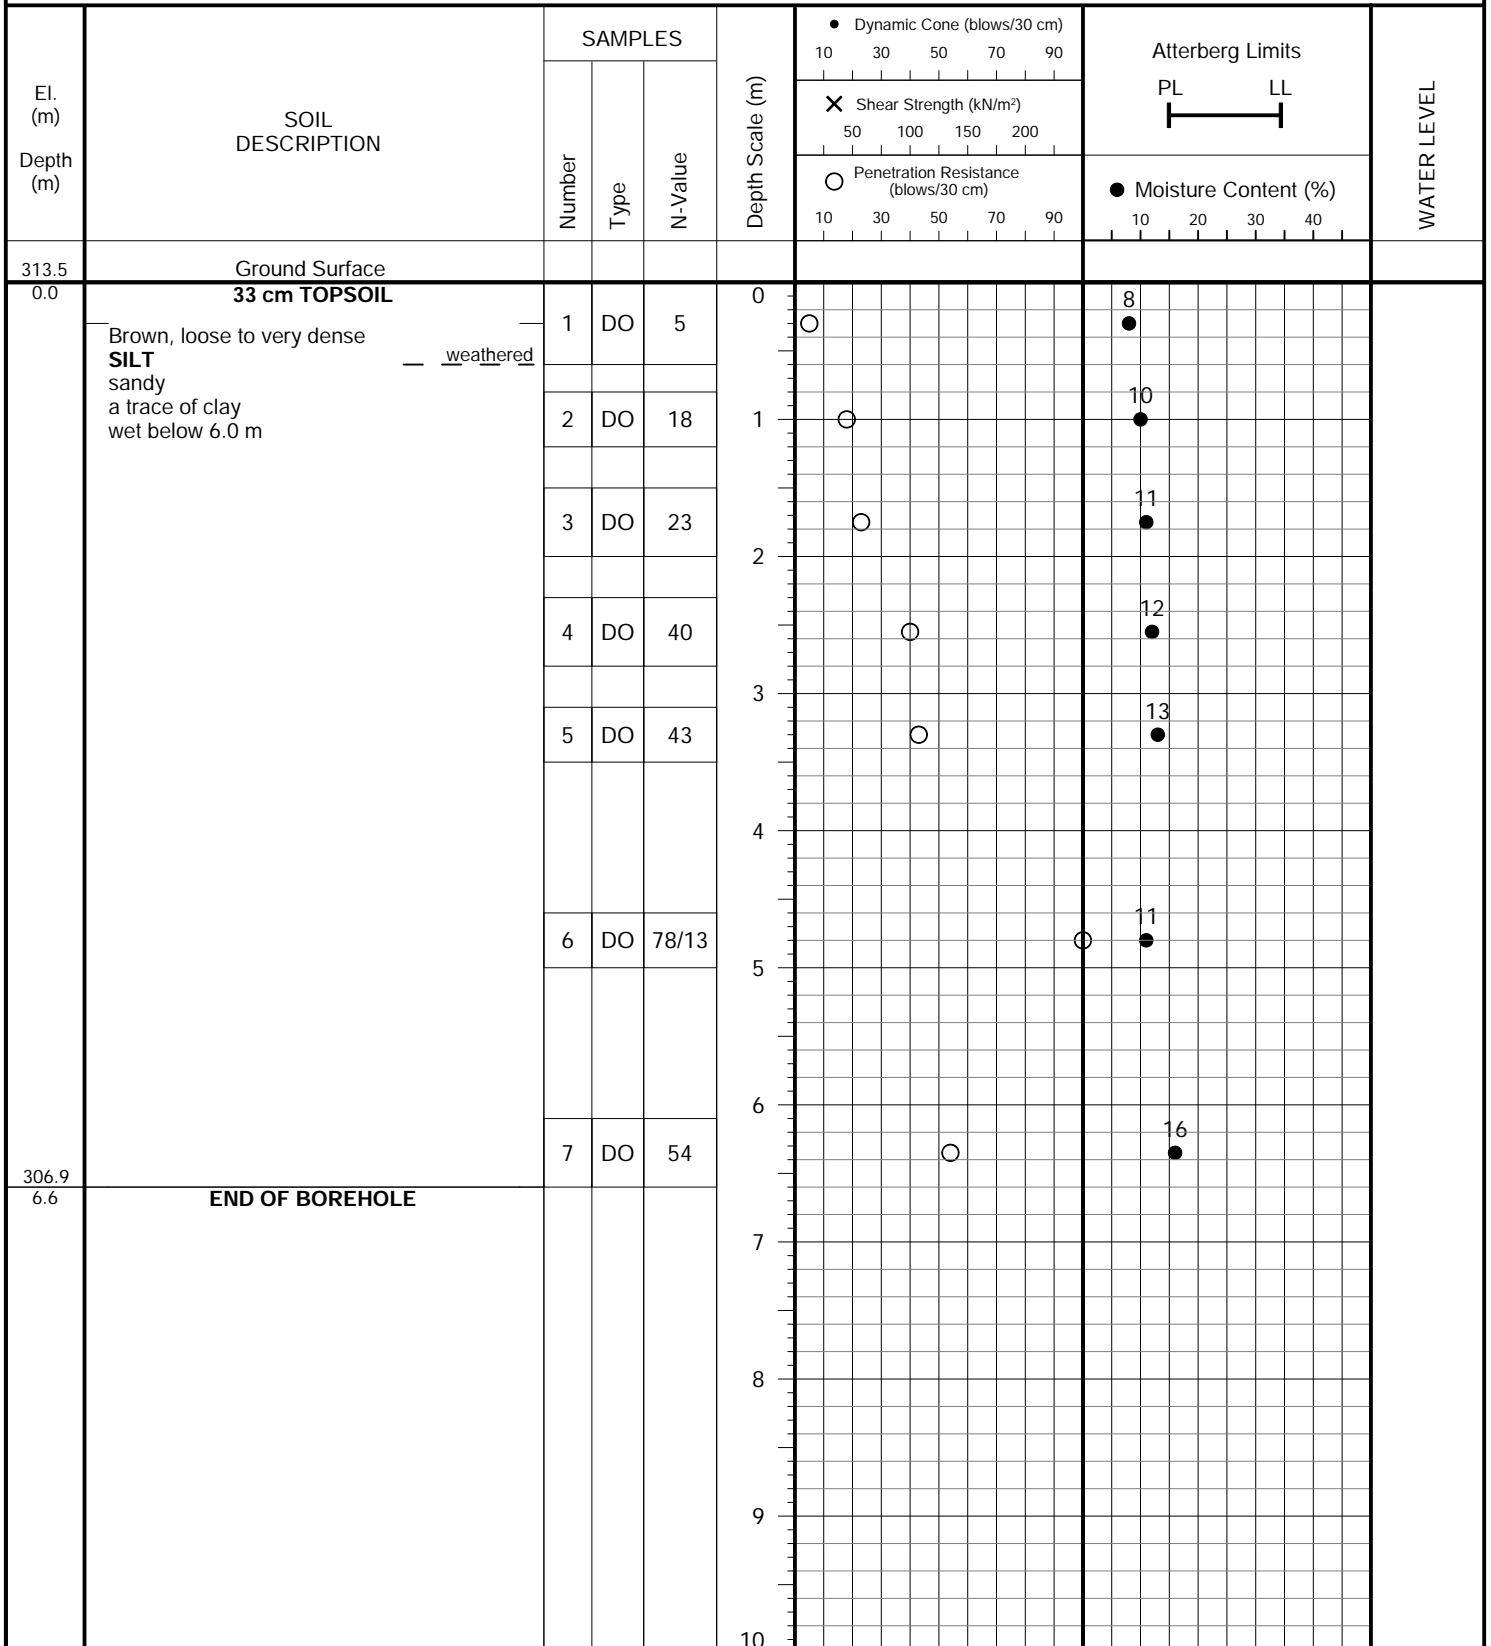 El.
(m)
Depth
(m)
SOIL
DESCRIPTION
SAMPLES
Number
Type
N-Value
Depth Scale (m)
Dynamic Cone (blows/30 cm)
10 30 50 70 90
Shear Strength (kN/m²)
50 100 150 200
Penetration Resistance
(blows/30 cm)
10 30 50 70 90
Atterberg Limits
PL LL
Moisture Content (%)
10 20 30 40
WATER LEVEL
313.5 Ground Surface
0.0 33 cm TOPSOIL 0
Brown, loose to very dense 1 DO 5 8
SILT weathered
sandy
a trace of clay 10
wet below 6.0 m 2 DO 18 1
11
3 DO 23
2
12
4 DO 40
3
13
5 DO 43
4
11
6 DO 78/13
5
6
16
7 DO 54
306.9
6.6 END OF BOREHOLE
7
8
9
10